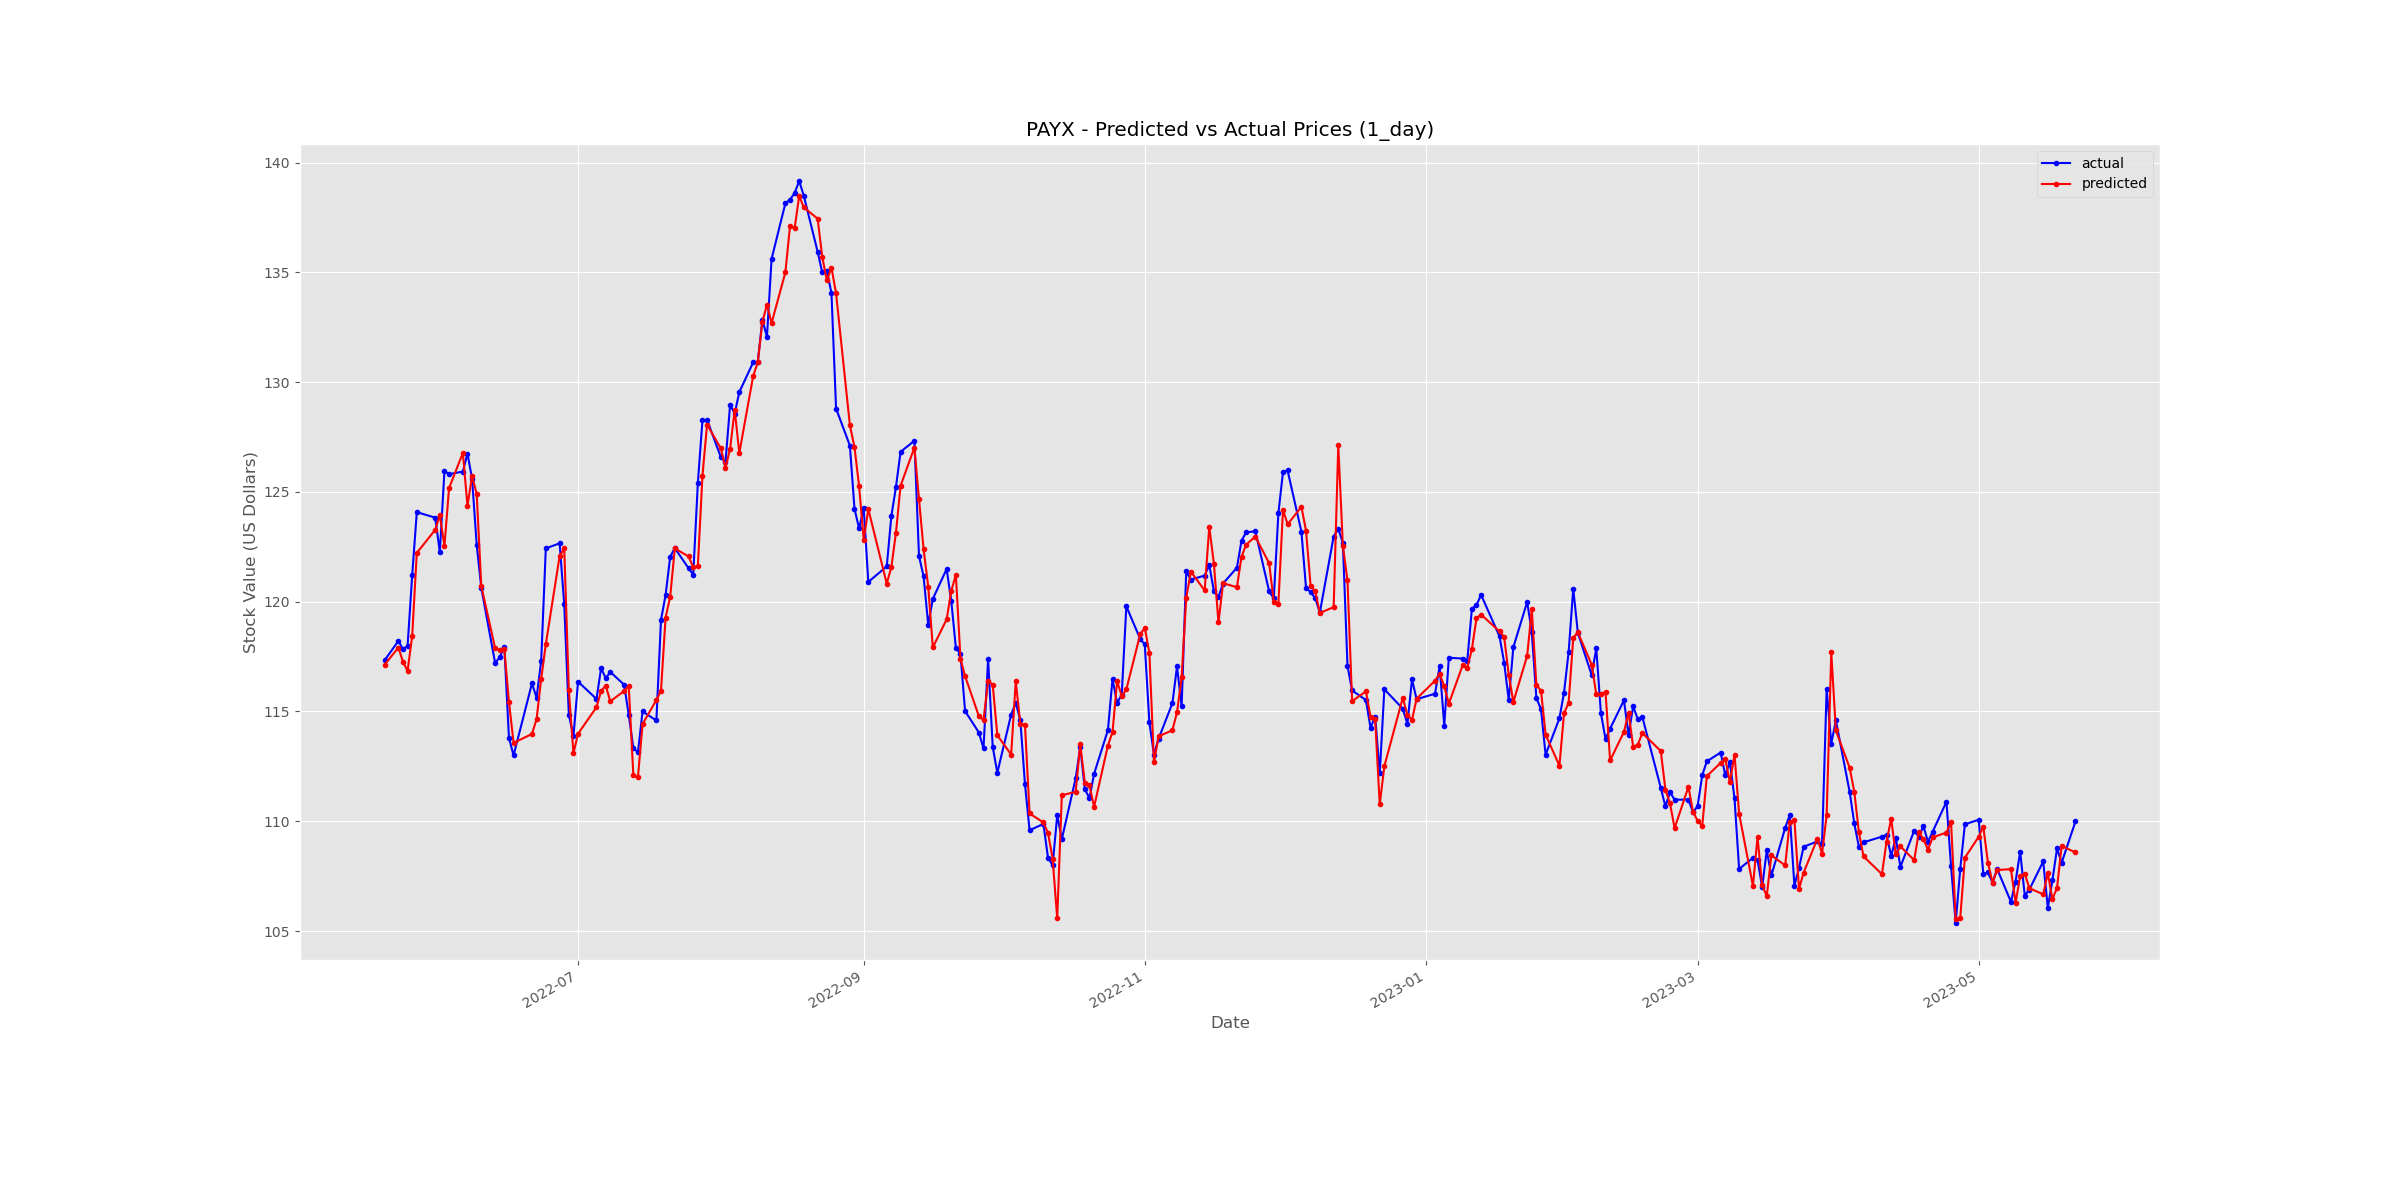 PAYX - Predicted vs Actual Prices (1_day)
actual
predicted
Stock Value (US Dollars)
140
135
130
125
120
115
110
105
2022-07
2022-09
2022-11
2023-01
2023-03
2023-05
Date